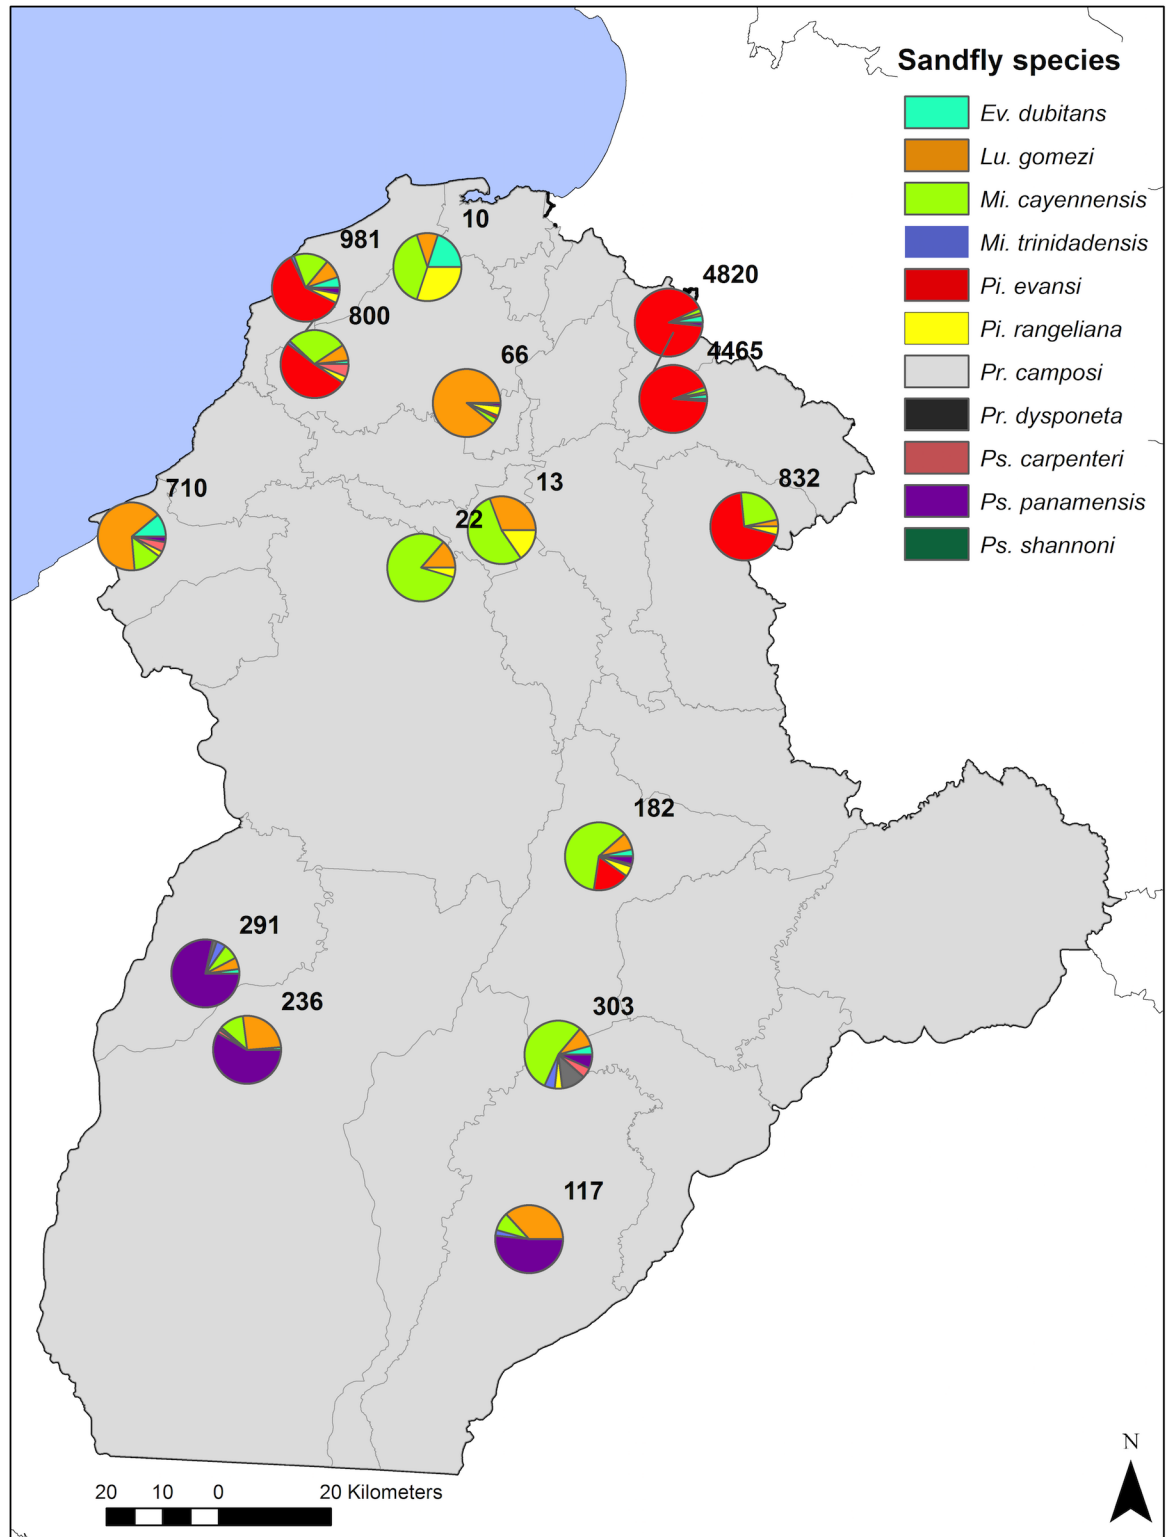 Sandfly species
Ev. dubitans
Lu. gomezi
Mi. cayennensis
Mi. trinidadensis
Pi. evansi
Pi. rangeliana
Pr. camposi
Pr. dysponeta
Ps. carpenteri
Ps. panamensis
Ps. shannoni
10
981
4820
800
4465
66
832
13
710
22
182
291
236
303
117
N
20 10 0 20 Kilometers